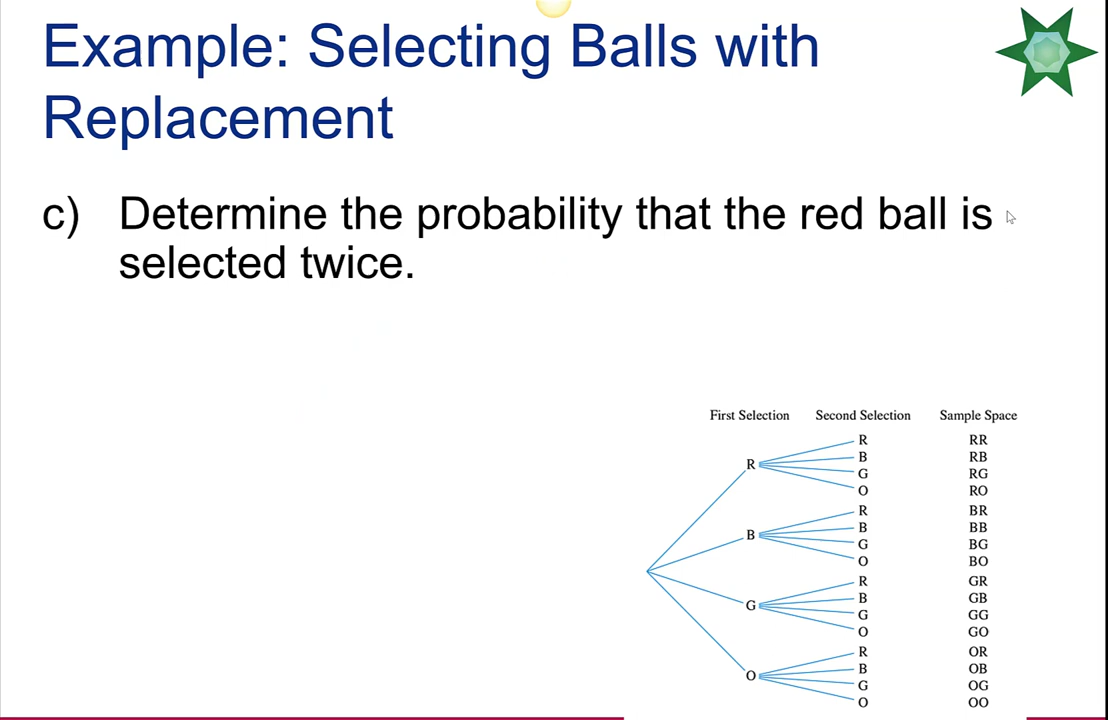 Example: Selecting Balls with
Replacement
c) Determine the probability that the red ball is
selected twice.
First Selection Second Selection Sample Space
R RR
B RB
R
G RG
O RO
R BR
B BB
B
G BG
O BO
R GR
B GB
G
G GG
O GO
R OR
B OB
O
G OG
O OO